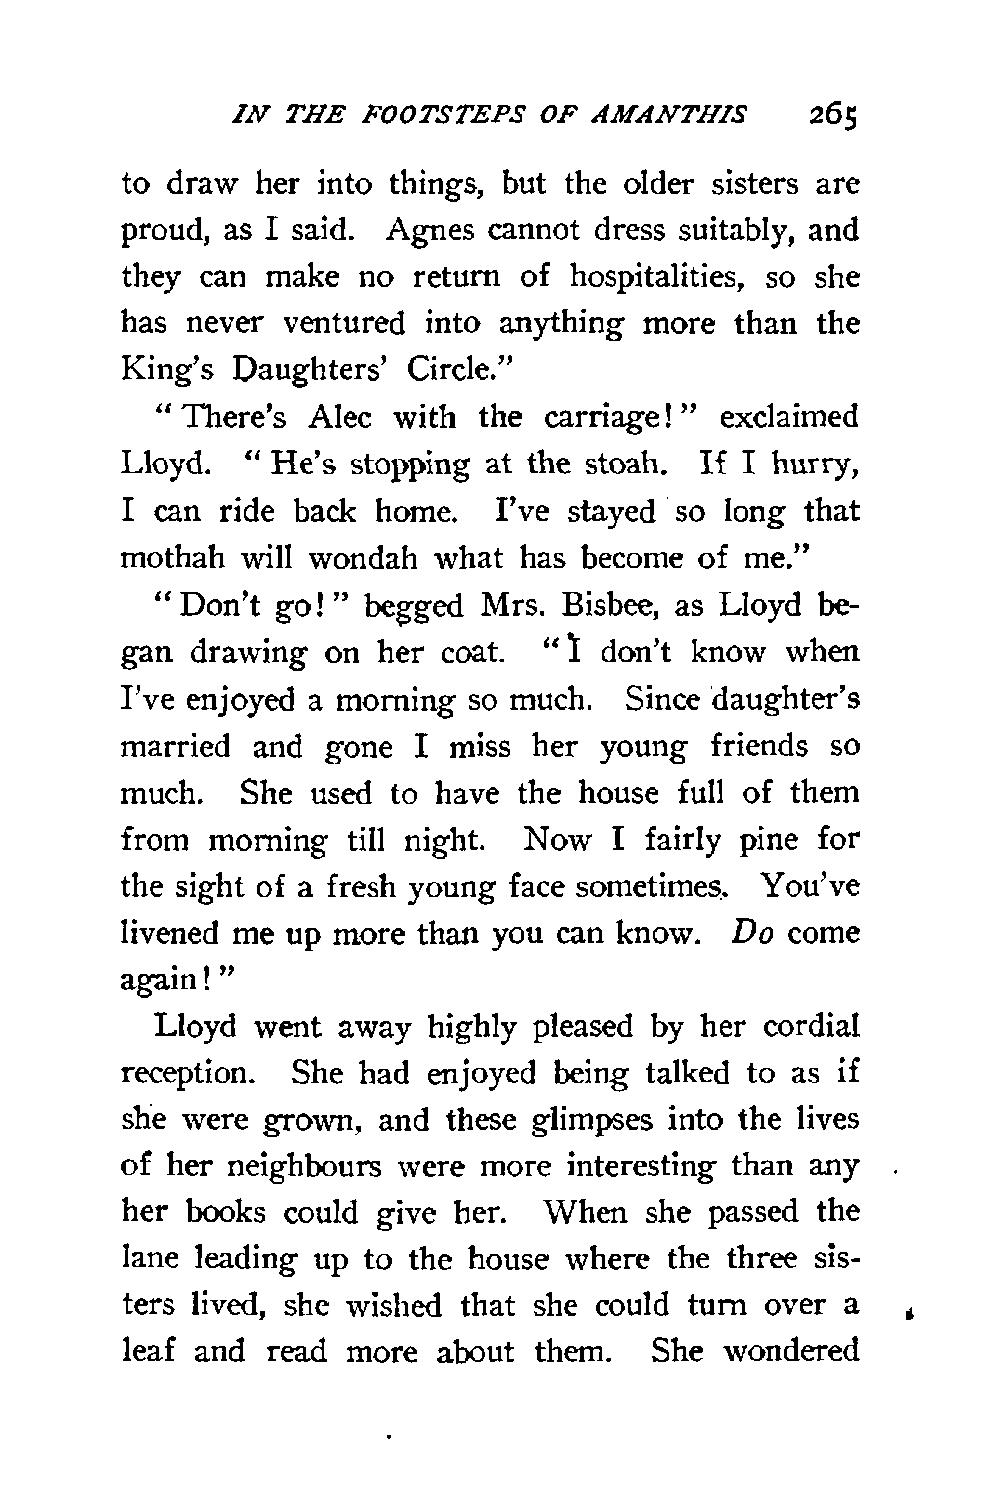 IN THE FOOTSTEPS OF AMANTHIS 265
to draw her into things, but the older sisters are
proud, as I said. Agnes cannot dress suitably, and
they can make no return of hospitalities, so she
has never ventured into anything more than the
King's Daughters' Circle."
"There's Alec with the carriage!" exclaimed
Lloyd. "He's stopping at the stoah. If I hurry,
I can ride back home. I've stayed so long that
mothah will wondah what has become of me."
"Don't go!" begged Mrs. Bisbee, as Lloyd be-
gan drawing on her coat. "I don't know when
I've enjoyed a morning so much. Since daughter's
married and gone I miss her young friends so
much. She used to have the house full of them
from morning till night. Now I fairly pine for
the sight of a fresh young face sometimes. You've
livened me up more than you can know. Do come
again!"
Lloyd went away highly pleased by her cordial
reception. She had enjoyed being talked to as if
she were grown, and these glimpses into the lives
of her neighbours were more interesting than any
her books could give her. When she passed the
lane leading up to the house where the three sis-
ters lived, she wished that she could turn over a
leaf and read more about them. She wondered